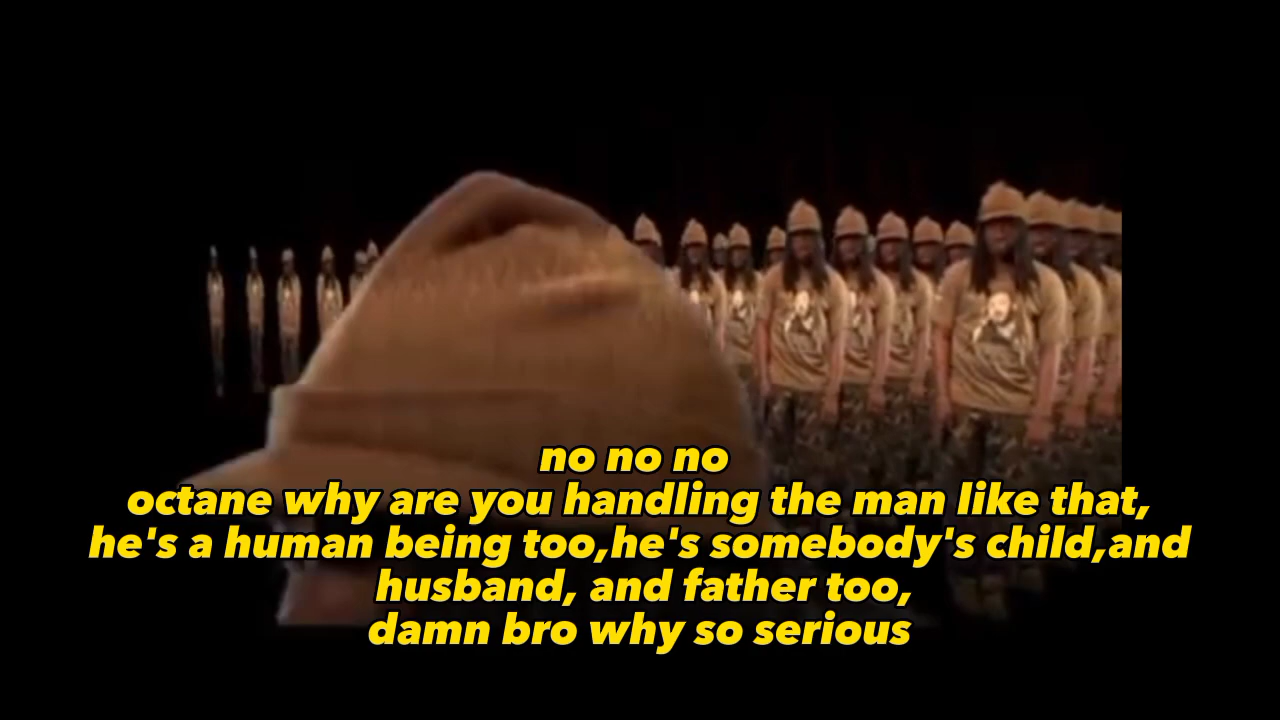 no no no
octane why are you handling the man like that,
he's a human being too,he's somebody's child,and
husband, and father too,
damn bro why so serious